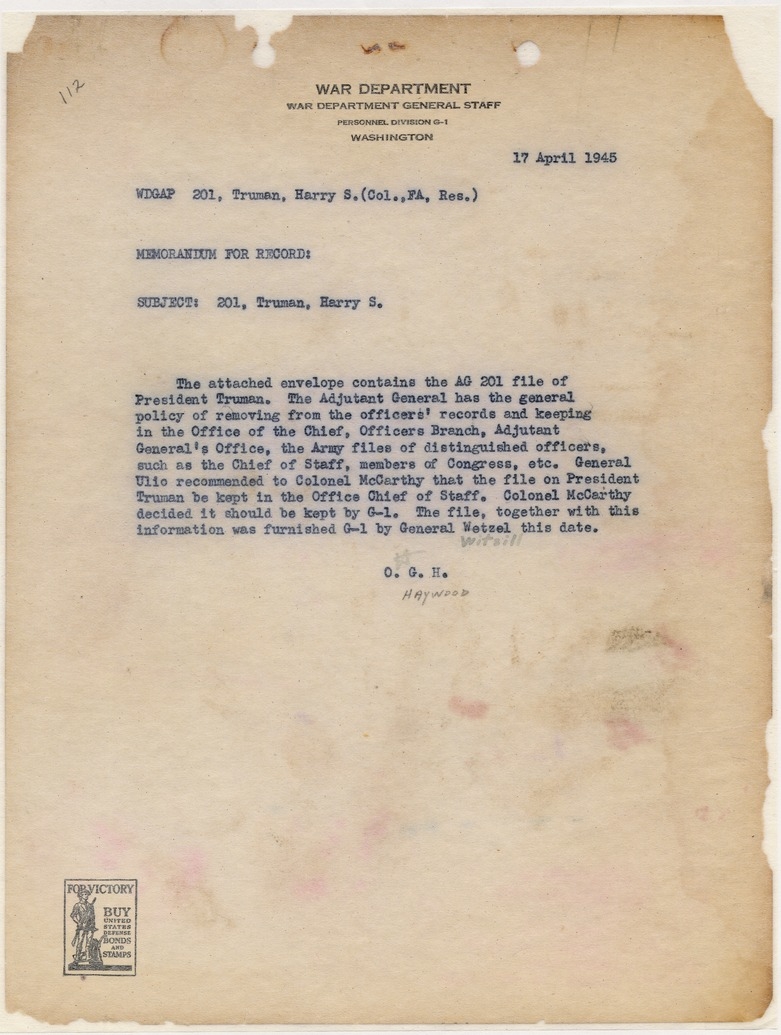 112
WAR DEPARTMENT
WAR DEPARTMENT GENERAL STAFF
PERSONNEL DIVISION G-1
WASHINGTON
17 April 1945
WDGAP 201, Truman, Harry S.(Col.,FA, Res.)
MEMORANDUM FOR RECORD:
SUBJECT: 201, Truman, Harry S.
The attached envelope contains the AG 201 file of
President Truman. The Adjutant General has the general
policy of removing from the officers' records and keeping
in the Office of the Chief, Officers Branch, Adjutant
General's Office, the Army files of distinguished officers,
such as the Chief of Staff, members of Congress, etc. General
Ulio recommended to Colonel McCarthy that the file on President
Truman be kept in the Office Chief of Staff. Colonel McCarthy
decided it should be kept by G-1. The file, together with this
information was furnished G-1 by General Wetzel this date.
O. G. H.
HAYWOOD
FOR VICTORY
BUY
UNITED
STATES
DEFENSE
BONDS
AND
STAMPS